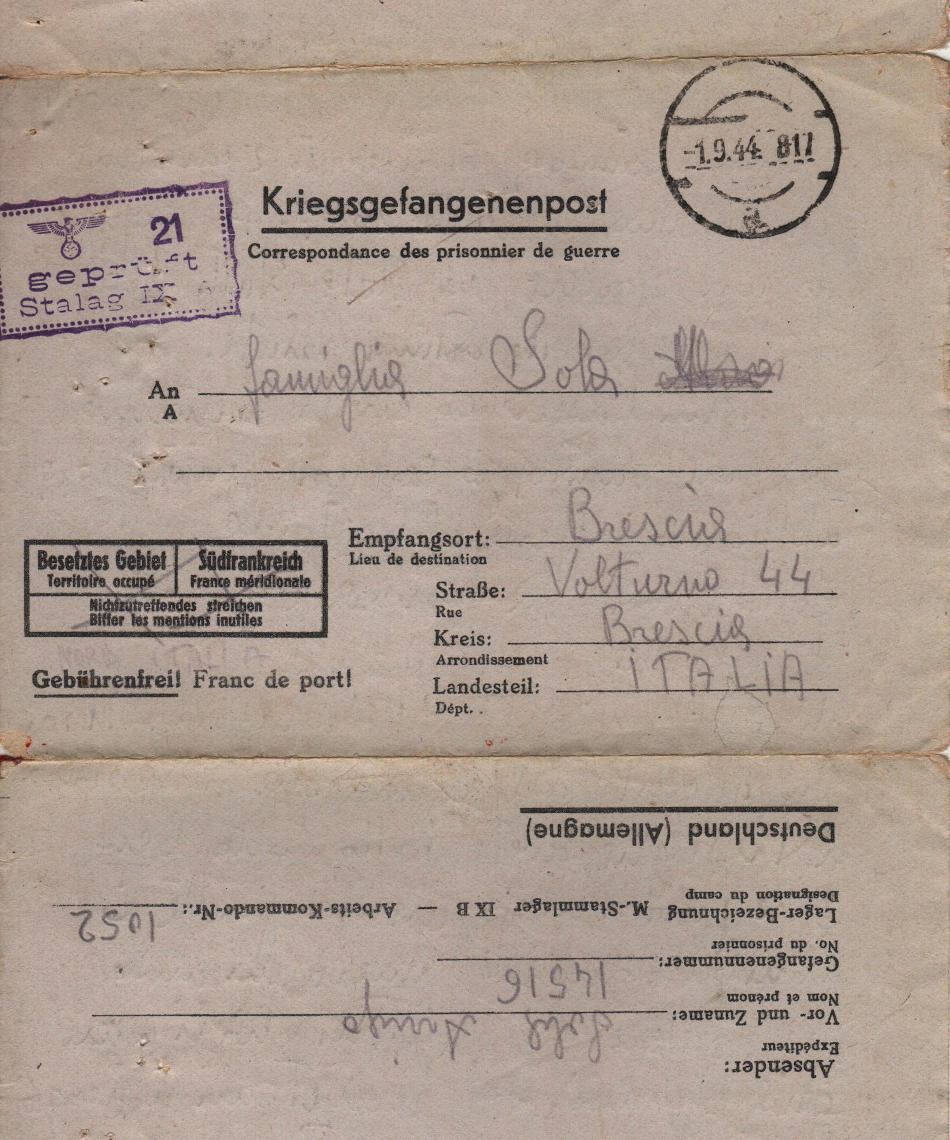 -1.9.44 817
Kriegsgefangenenpost
Correspondance des prisonnier de guerre
21
geprüft
Stalag IX A
An famiglia Sola
A
Empfangsort: Brescia
Lieu de destination
Straße: Volturno 44
Rue
Kreis: Brescia
Arrondissement
Landesteil: ITALIA
Dépt.
Besetztes Gebiet
Territoire occupé
Südfrankreich
France méridionale
Nichtzutreffendes streichen
Biffer les mentions inutiles
Gebührenfrei! Franc de port!
Absender:
Expéditeur
Vor- und Zuname: Sola
Nom et prénom
Gefangennummer: 14516
No. du prisonnier
Lager-Bezeichnung M.-Stammlager IX B — Arbeits-Kommando-Nr.: 1052
Designation du camp
Deutschland (Allemagne)